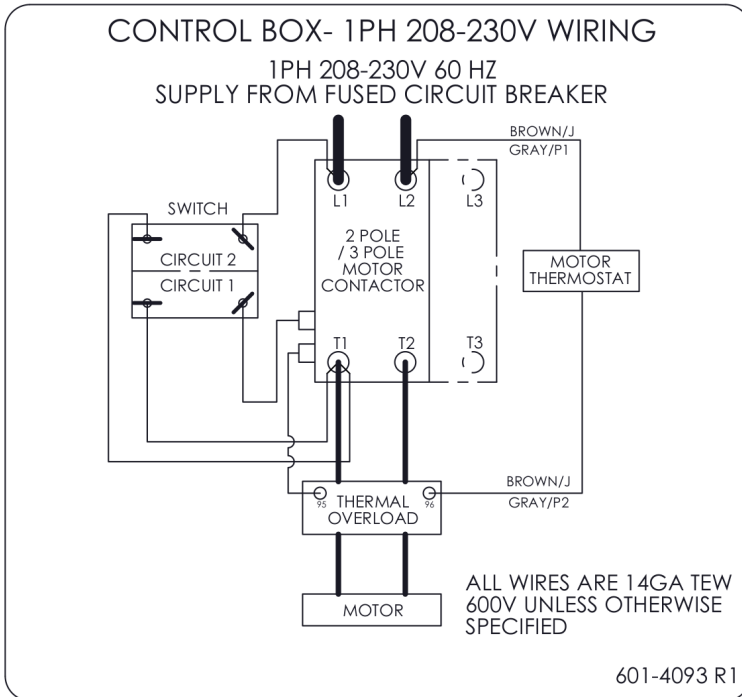 CONTROL BOX- 1PH 208-230V WIRING
1PH 208-230V 60 HZ
SUPPLY FROM FUSED CIRCUIT BREAKER
BROWN/J
GRAY/P1
L1
L2
L3
SWITCH
CIRCUIT 2
CIRCUIT 1
2 POLE
/ 3 POLE
MOTOR
CONTACTOR
MOTOR
THERMOSTAT
T1
T2
T3
BROWN/J
GRAY/P2
95
96
THERMAL
OVERLOAD
MOTOR
ALL WIRES ARE 14GA TEW
600V UNLESS OTHERWISE
SPECIFIED
601-4093 R1